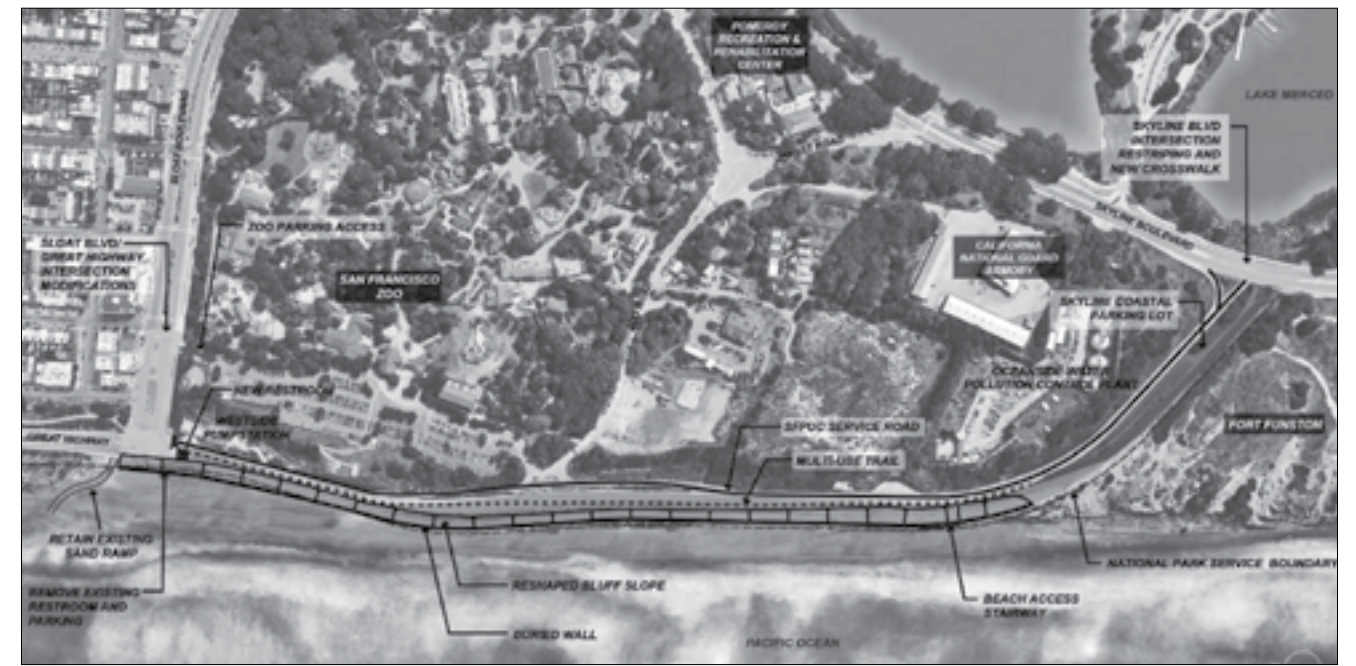 POMEROY
RECREATION &
REHABILITATION
CENTER
LAKE MERCED
SKYLINE BLVD
INTERSECTION
RESTRIPING AND
NEW CROSSWALK
SLOAT BOULEVARD
SKYLINE BOULEVARD
ZOO PARKING ACCESS
SLOAT BLVD/
GREAT HIGHWAY
INTERSECTION
MODIFICATIONS
SAN FRANCISCO
ZOO
CALIFORNIA
NATIONAL GUARD
ARMORY
SKYLINE COASTAL
PARKING LOT
OCEANSIDE WATER
POLLUTION CONTROL PLANT
NEW RESTROOM
WESTSIDE
PUMP STATION
GREAT HIGHWAY
SFPUC SERVICE ROAD
MULTI-USE TRAIL
FORT FUNSTON
RETAIN EXISTING
SAND RAMP
REMOVE EXISTING
RESTROOM AND
PARKING
RESHAPED BLUFF SLOPE
BURIED WALL
BEACH ACCESS
STAIRWAY
NATIONAL PARK SERVICE BOUNDARY
PACIFIC OCEAN